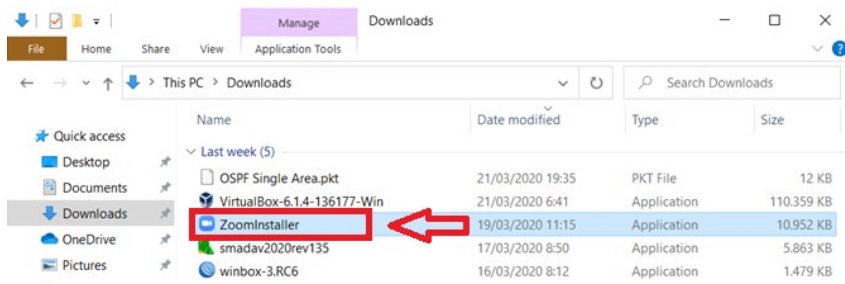 Manage Downloads
File Home Share View Application Tools
This PC > Downloads Search Downloads
Name Date modified Type Size
Quick access
Last week (5)
Desktop
OSPF Single Area.pkt 21/03/2020 19:35 PKT File 12 KB
Documents
VirtualBox-6.1.4-136177-Win 21/03/2020 6:41 Application 110.359 KB
Downloads
ZoomInstaller 19/03/2020 11:15 Application 10.952 KB
OneDrive
smadav2020rev135 17/03/2020 8:50 Application 5.863 KB
Pictures
winbox-3.RC6 16/03/2020 8:12 Application 1.479 KB